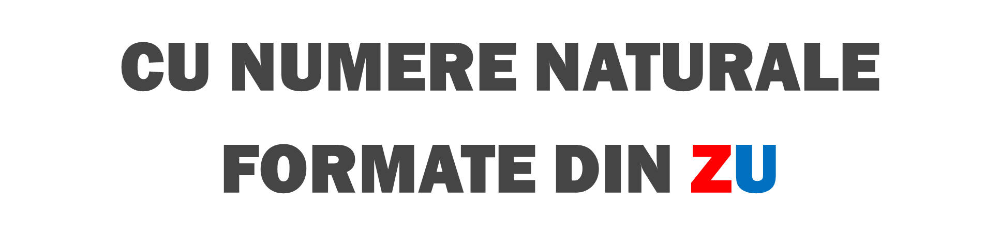 CU NUMERE NATURALE
FORMATE DIN ZU